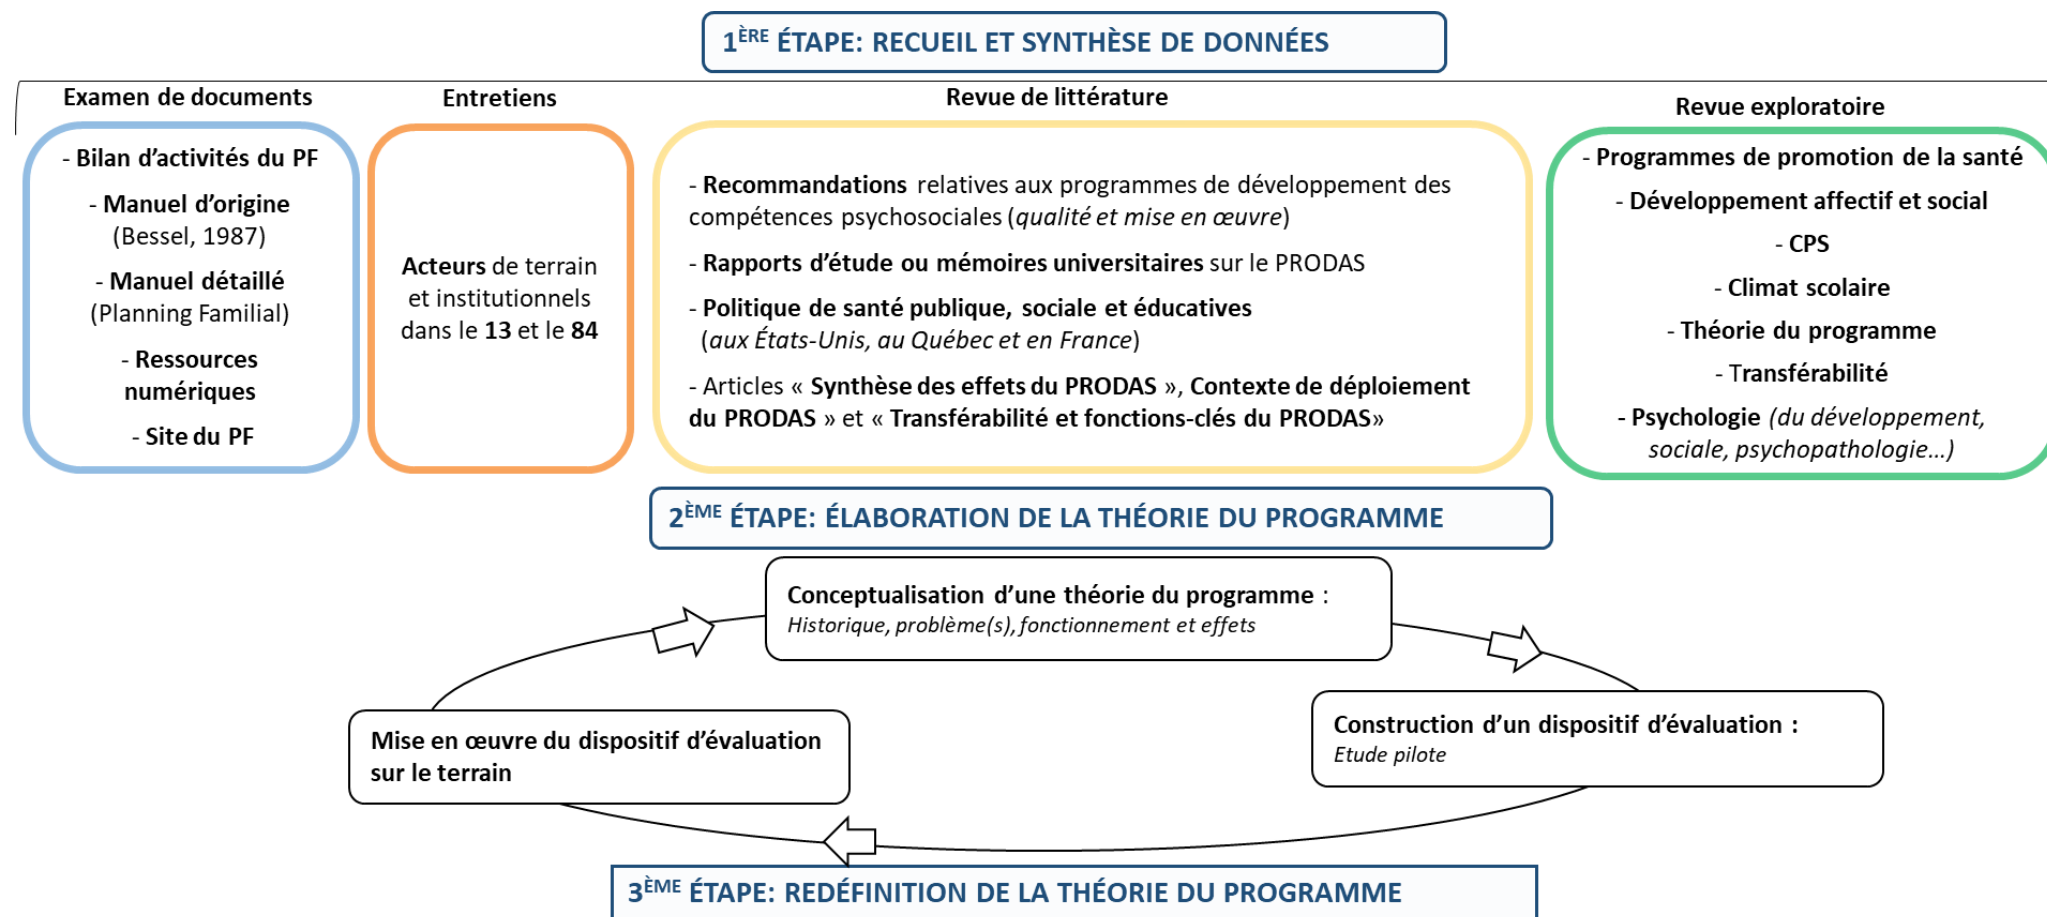 1ÈRE ÉTAPE: RECUEIL ET SYNTHÈSE DE DONNÉES
Examen de documents
- Bilan d’activités du PF
- Manuel d’origine
(Bessel, 1987)
- Manuel détaillé
(Planning Familial)
- Ressources
numériques
- Site du PF
Entretiens
Acteurs de terrain
et institutionnels
dans le 13 et le 84
Revue de littérature
- Recommandations relatives aux programmes de développement des
compétences psychosociales (qualité et mise en œuvre)
- Rapports d’étude ou mémoires universitaires sur le PRODAS
- Politique de santé publique, sociale et éducatives
(aux États-Unis, au Québec et en France)
- Articles « Synthèse des effets du PRODAS », Contexte de déploiement
du PRODAS » et « Transférabilité et fonctions-clés du PRODAS»
Revue exploratoire
- Programmes de promotion de la santé
- Développement affectif et social
- CPS
- Climat scolaire
- Théorie du programme
- Transférabilité
- Psychologie (du développement,
sociale, psychopathologie…)
2ÈME ÉTAPE: ÉLABORATION DE LA THÉORIE DU PROGRAMME
Conceptualisation d’une théorie du programme :
Historique, problème(s), fonctionnement et effets
Construction d’un dispositif d’évaluation :
Etude pilote
Mise en œuvre du dispositif d’évaluation
sur le terrain
3ÈME ÉTAPE: REDÉFINITION DE LA THÉORIE DU PROGRAMME